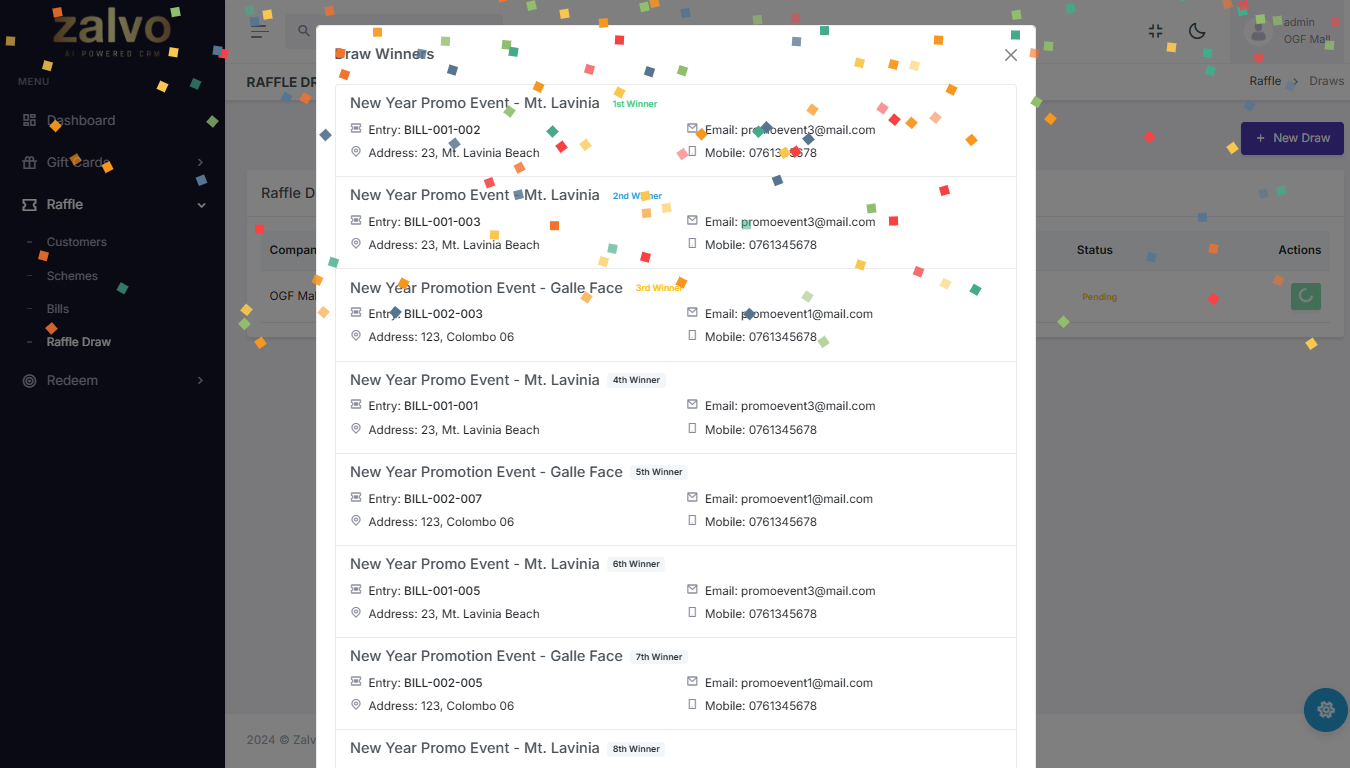 zalvo
AI POWERED CRM
MENU
Dashboard
Gift Cards
Raffle
Customers
Schemes
Bills
Raffle Draw
Redeem
admin
OGF Mall
RAFFLE
Raffle > Draws
+ New Draw
Raffle
Status
Actions
OGF
Pending
2024 ©
Draw Winners
New Year Promo Event - Mt. Lavinia 1st Winner
Entry: BILL-001-002
Email: promoevent3@mail.com
Address: 23, Mt. Lavinia Beach
Mobile: 0761345678
New Year Promo Event - Mt. Lavinia 2nd Winner
Entry: BILL-001-003
Email: promoevent3@mail.com
Address: 23, Mt. Lavinia Beach
Mobile: 0761345678
New Year Promotion Event - Galle Face 3rd Winner
Entry: BILL-002-003
Email: promoevent1@mail.com
Address: 123, Colombo 06
Mobile: 0761345678
New Year Promo Event - Mt. Lavinia 4th Winner
Entry: BILL-001-001
Email: promoevent3@mail.com
Address: 23, Mt. Lavinia Beach
Mobile: 0761345678
New Year Promotion Event - Galle Face 5th Winner
Entry: BILL-002-007
Email: promoevent1@mail.com
Address: 123, Colombo 06
Mobile: 0761345678
New Year Promo Event - Mt. Lavinia 6th Winner
Entry: BILL-001-005
Email: promoevent3@mail.com
Address: 23, Mt. Lavinia Beach
Mobile: 0761345678
New Year Promotion Event - Galle Face 7th Winner
Entry: BILL-002-005
Email: promoevent1@mail.com
Address: 123, Colombo 06
Mobile: 0761345678
New Year Promo Event - Mt. Lavinia 8th Winner